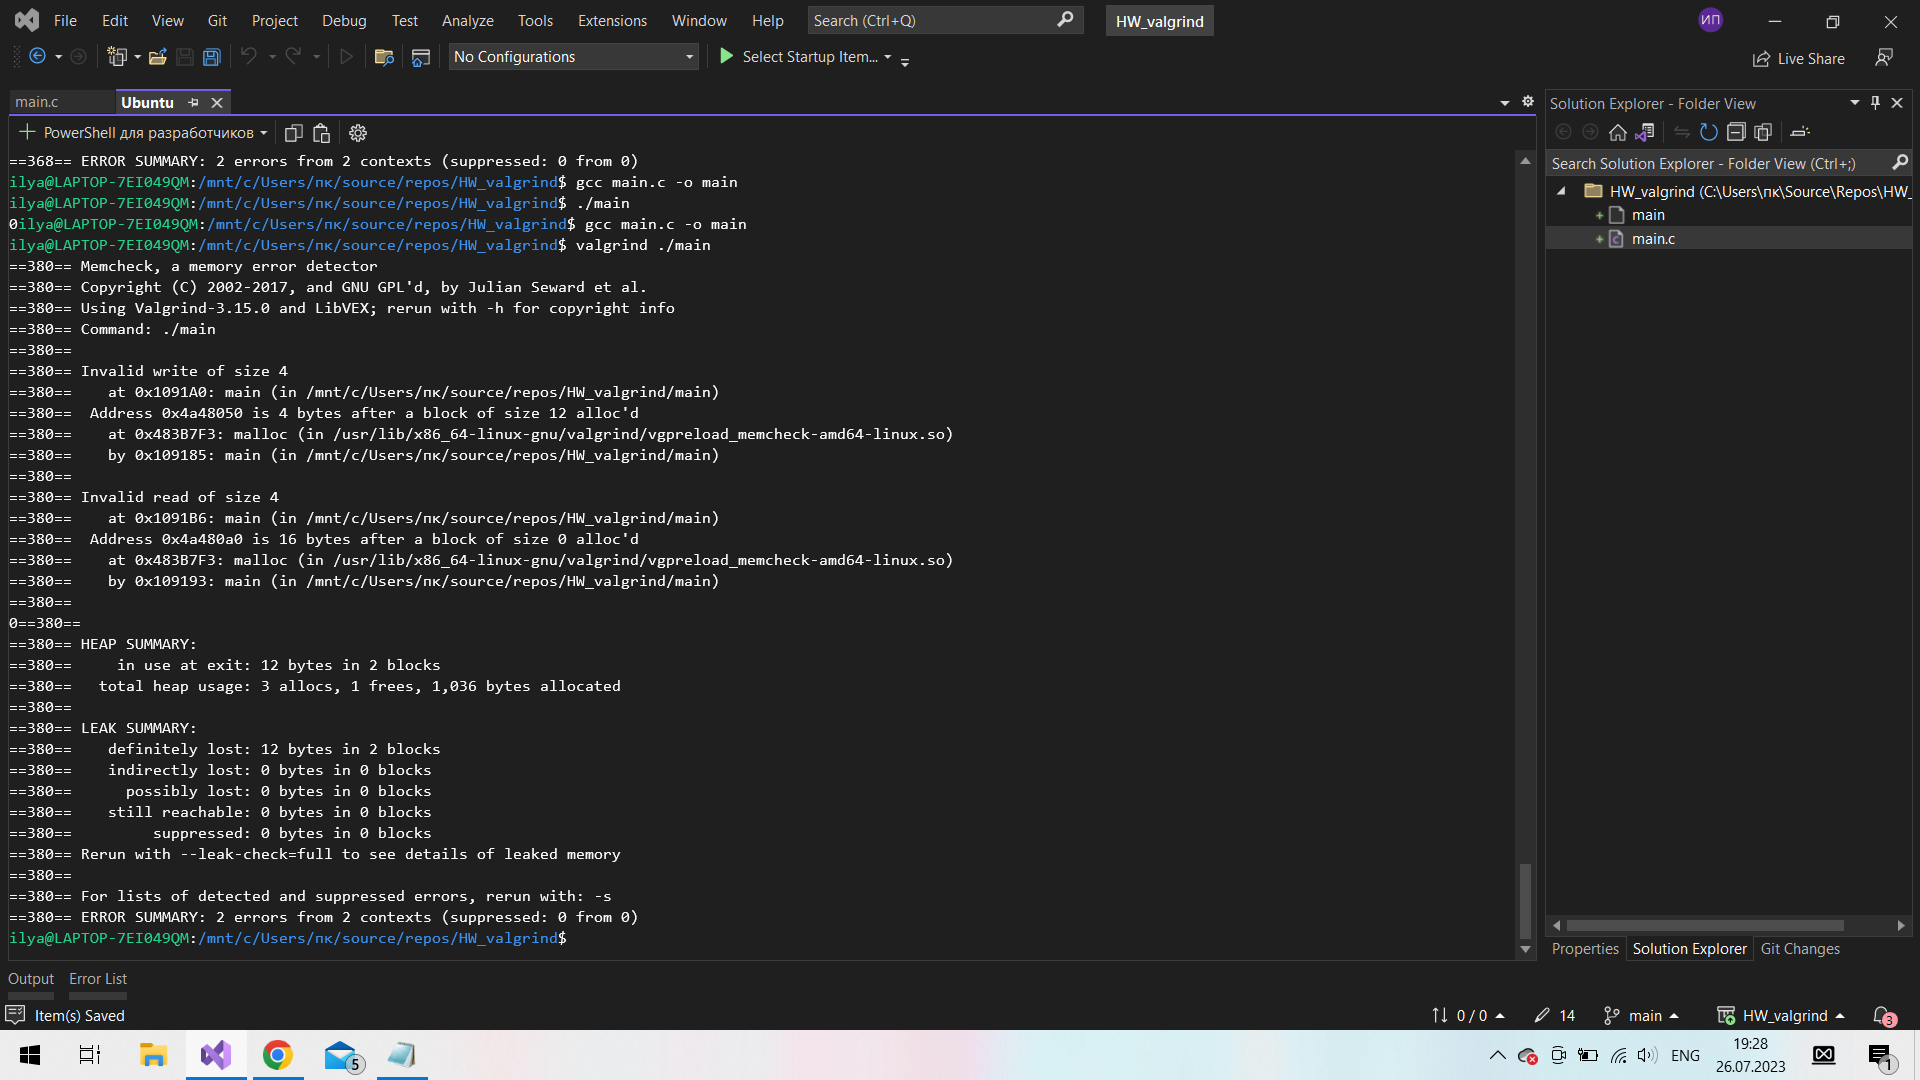 File Edit View Git Project Debug Test Analyze Tools Extensions Window Help Search (Ctrl+Q) HW_valgrind ИП
No Configurations Select Startup Item... Live Share
main.c Ubuntu
PowerShell для разработчиков
==368== ERROR SUMMARY: 2 errors from 2 contexts (suppressed: 0 from 0)
ilya@LAPTOP-7EI049QM:/mnt/c/Users/пк/source/repos/HW_valgrind$ gcc main.c -o main
ilya@LAPTOP-7EI049QM:/mnt/c/Users/пк/source/repos/HW_valgrind$ ./main
0ilya@LAPTOP-7EI049QM:/mnt/c/Users/пк/source/repos/HW_valgrind$ gcc main.c -o main
ilya@LAPTOP-7EI049QM:/mnt/c/Users/пк/source/repos/HW_valgrind$ valgrind ./main
==380== Memcheck, a memory error detector
==380== Copyright (C) 2002-2017, and GNU GPL'd, by Julian Seward et al.
==380== Using Valgrind-3.15.0 and LibVEX; rerun with -h for copyright info
==380== Command: ./main
==380==
==380== Invalid write of size 4
==380==    at 0x1091A0: main (in /mnt/c/Users/пк/source/repos/HW_valgrind/main)
==380==  Address 0x4a48050 is 4 bytes after a block of size 12 alloc'd
==380==    at 0x483B7F3: malloc (in /usr/lib/x86_64-linux-gnu/valgrind/vgpreload_memcheck-amd64-linux.so)
==380==    by 0x109185: main (in /mnt/c/Users/пк/source/repos/HW_valgrind/main)
==380==
==380== Invalid read of size 4
==380==    at 0x1091B6: main (in /mnt/c/Users/пк/source/repos/HW_valgrind/main)
==380==  Address 0x4a480a0 is 16 bytes after a block of size 0 alloc'd
==380==    at 0x483B7F3: malloc (in /usr/lib/x86_64-linux-gnu/valgrind/vgpreload_memcheck-amd64-linux.so)
==380==    by 0x109193: main (in /mnt/c/Users/пк/source/repos/HW_valgrind/main)
==380==
0==380==
==380== HEAP SUMMARY:
==380==     in use at exit: 12 bytes in 2 blocks
==380==   total heap usage: 3 allocs, 1 frees, 1,036 bytes allocated
==380==
==380== LEAK SUMMARY:
==380==    definitely lost: 12 bytes in 2 blocks
==380==    indirectly lost: 0 bytes in 0 blocks
==380==      possibly lost: 0 bytes in 0 blocks
==380==    still reachable: 0 bytes in 0 blocks
==380==         suppressed: 0 bytes in 0 blocks
==380== Rerun with --leak-check=full to see details of leaked memory
==380==
==380== For lists of detected and suppressed errors, rerun with: -s
==380== ERROR SUMMARY: 2 errors from 2 contexts (suppressed: 0 from 0)
ilya@LAPTOP-7EI049QM:/mnt/c/Users/пк/source/repos/HW_valgrind$
Solution Explorer - Folder View
Search Solution Explorer - Folder View (Ctrl+;)
HW_valgrind (C:\Users\пк\Source\Repos\HW_
main
main.c
Properties Solution Explorer Git Changes
Output Error List
Item(s) Saved 0 / 0 14 main HW_valgrind 3
5 ENG 19:28
26.07.2023 1